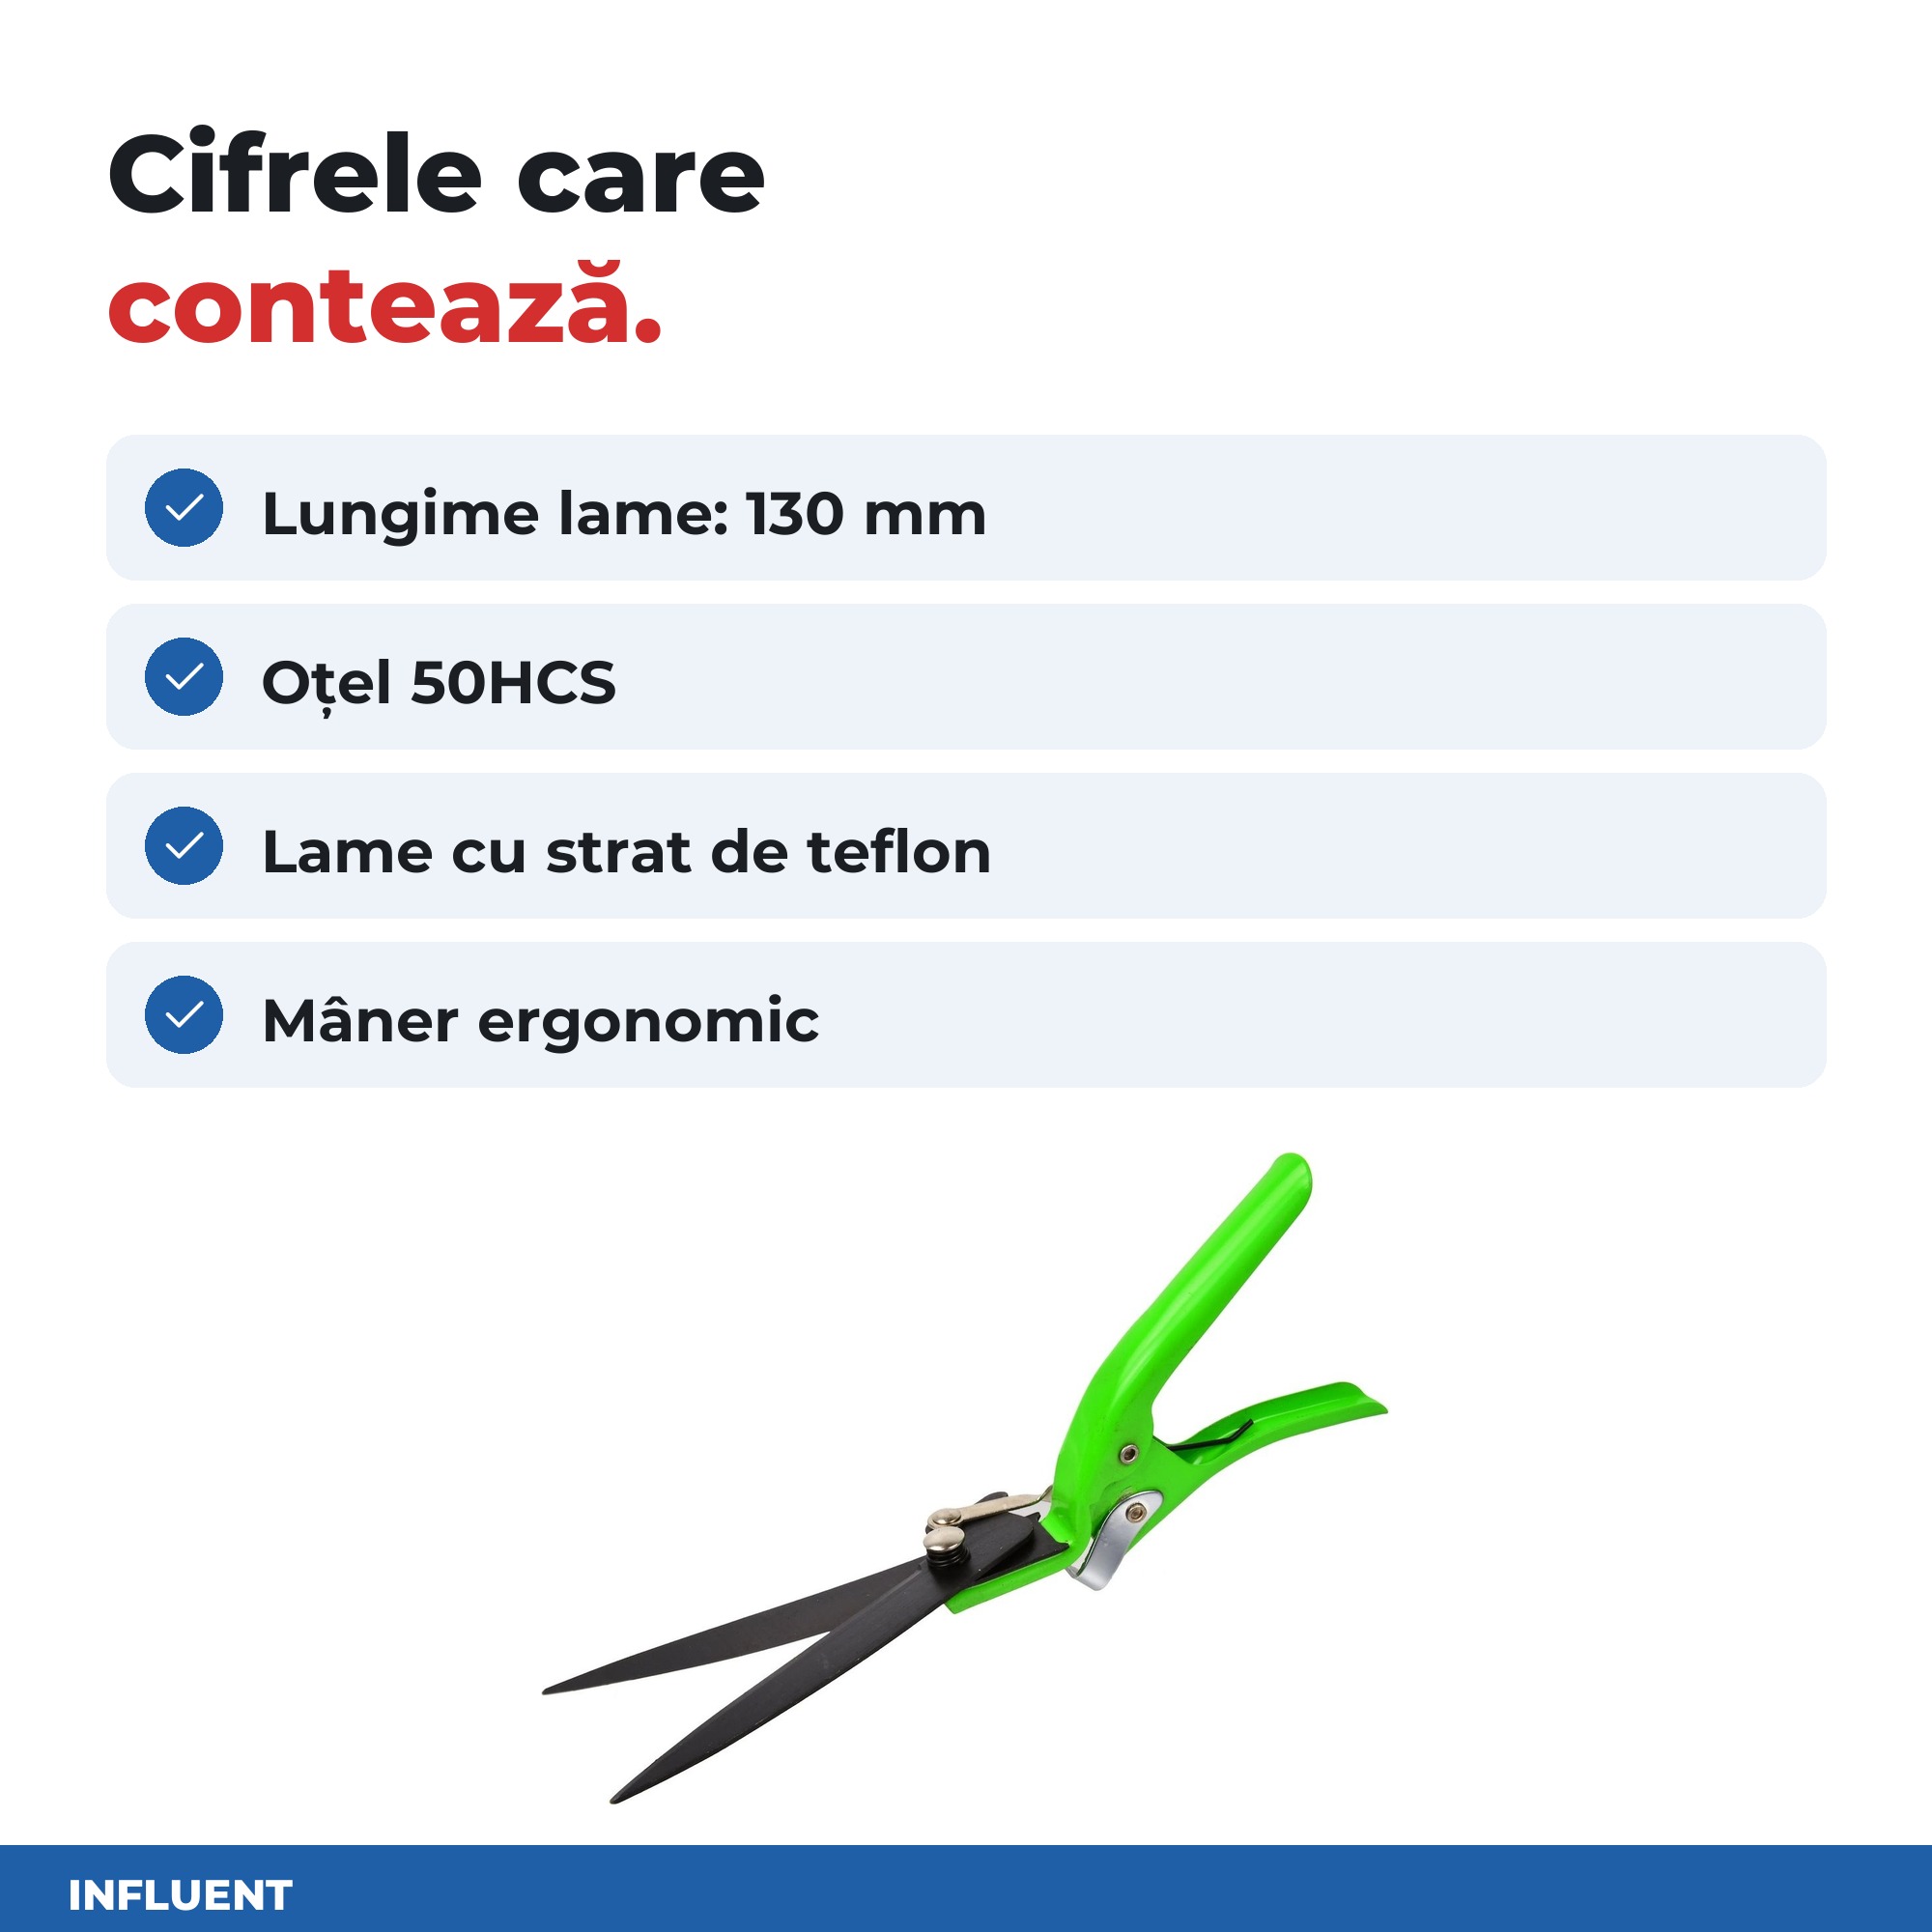 Cifrele care
contează.
Lungime lame: 130 mm
Oțel 50HCS
Lame cu strat de teflon
Mâner ergonomic
INFLUENT